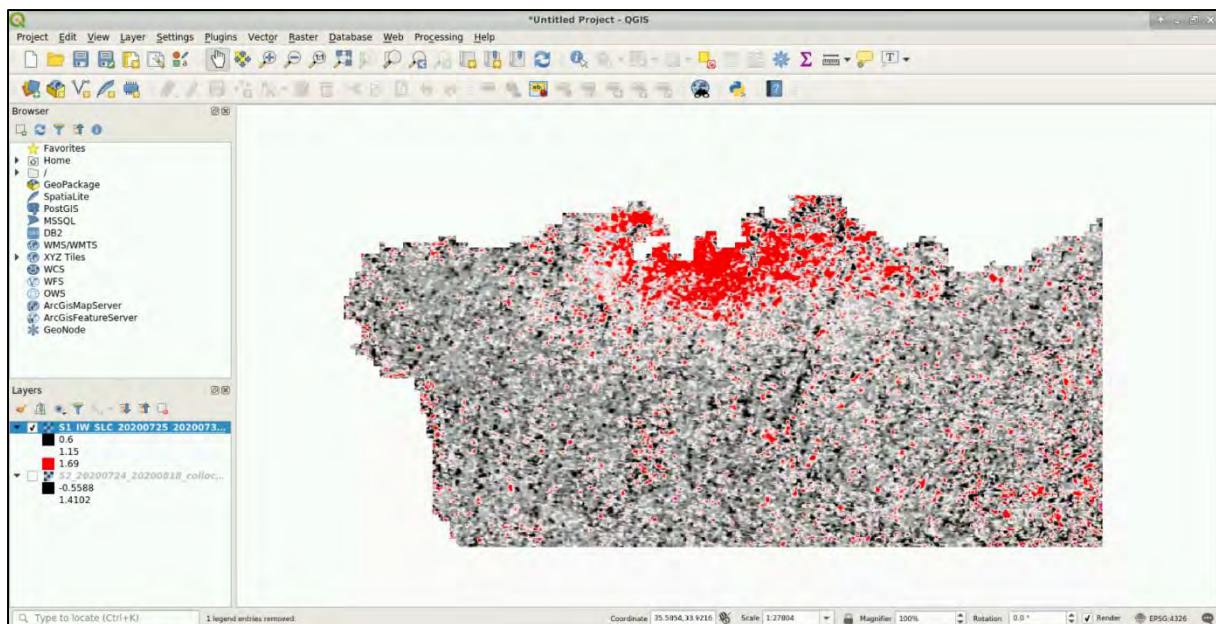 *Untitled Project - QGIS
Project Edit View Layer Settings Plugins Vector Raster Database Web Processing Help
Browser
Favorites
Home
/
GeoPackage
SpatiaLite
PostGIS
MSSQL
DB2
WMS/WMTS
XYZ Tiles
WCS
WFS
OWS
ArcGisMapServer
ArcGisFeatureServer
GeoNode
Layers
S1_IW_SLC_20200725_2020073...
0.6
1.15
1.69
S2_20200724_20200818_colloc...
-0.5588
1.4102
Type to locate (Ctrl+K) 1 legend entries removed. Coordinate 35.5054,33.9216 Scale 1:27804 Magnifier 100% Rotation 0.0 ° Render EPSG:4326